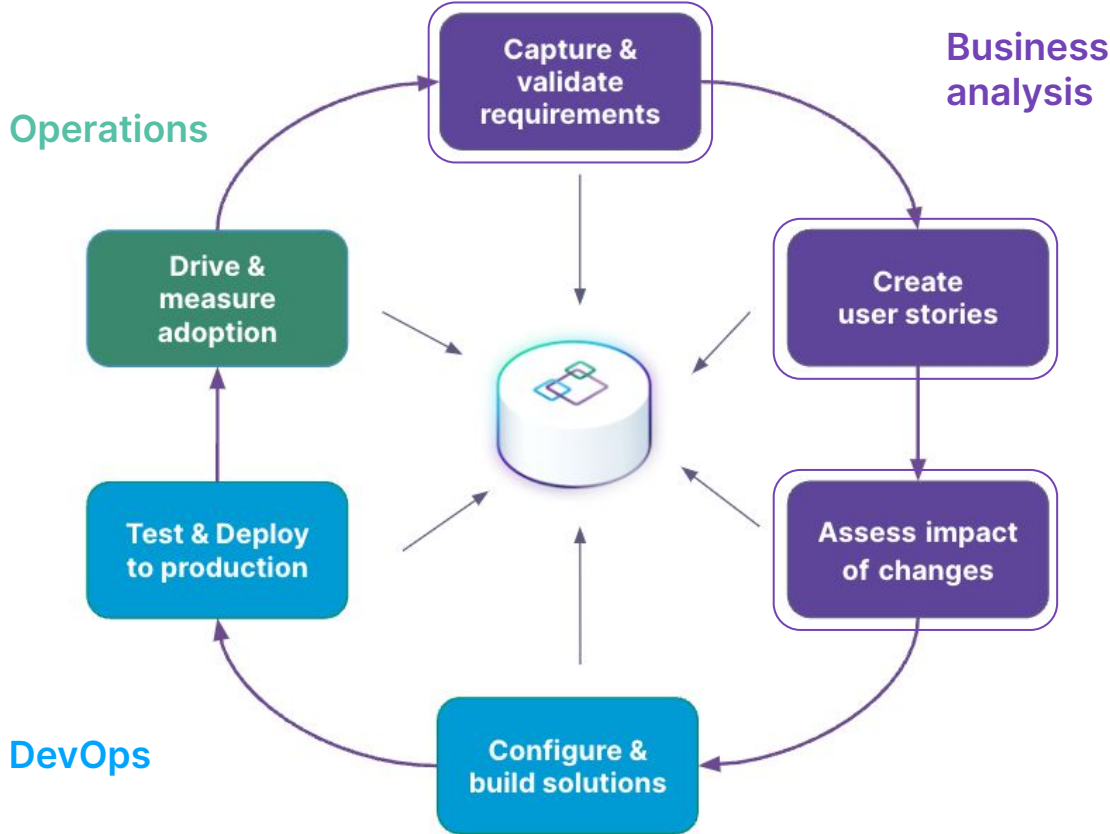 Capture &
validate
requirements
Business
analysis
Operations
Drive &
measure
adoption
Create
user stories
Test & Deploy
to production
Assess impact
of changes
DevOps
Configure &
build solutions